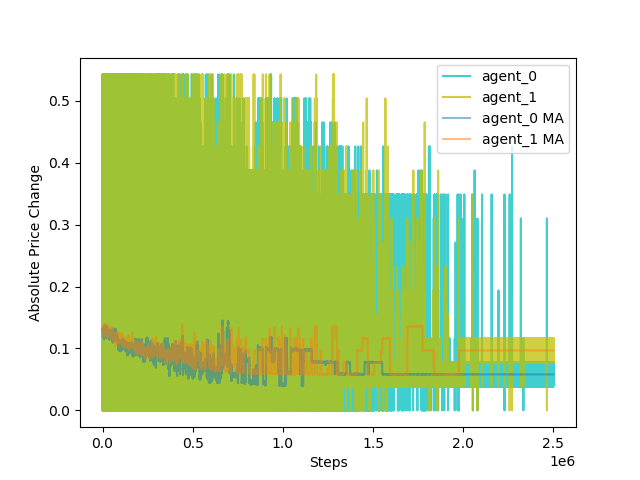 agent_0
agent_1
agent_0 MA
agent_1 MA
Absolute Price Change
0.5
0.4
0.3
0.2
0.1
0.0
0.0 0.5 1.0 1.5 2.0 2.5
1e6
Steps